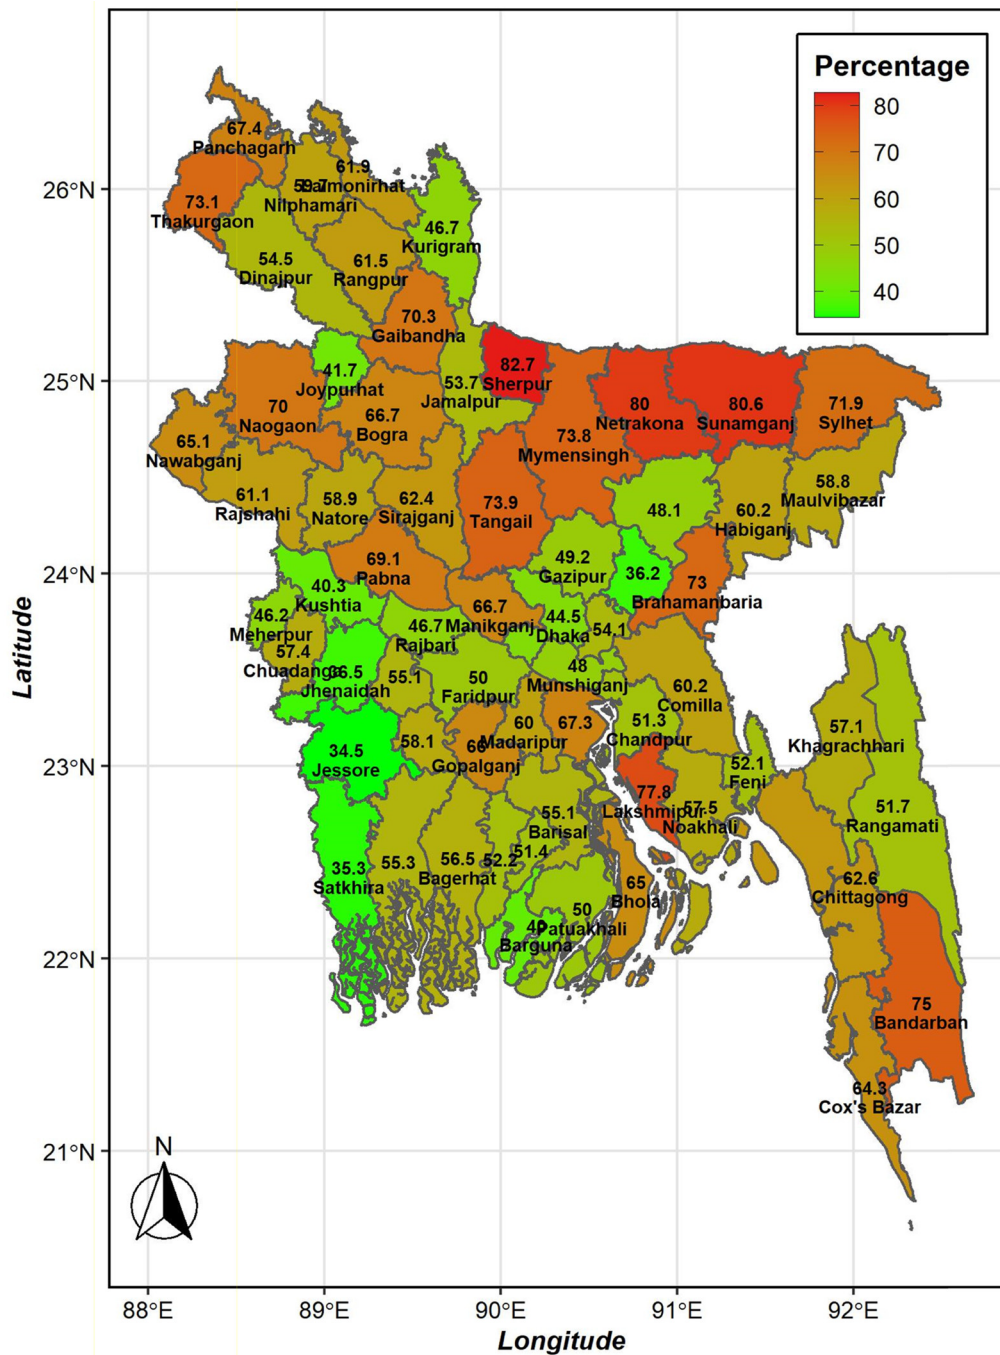 Percentage
80
70
60
50
40
67.4
Panchagarh
61.9
Lalmonirhat
59.7
Nilphamari
73.1
Thakurgaon
46.7
Kurigram
54.5
Dinajpur
61.5
Rangpur
70.3
Gaibandha
41.7
Joypurhat
82.7
Sherpur
53.7
Jamalpur
70
Naogaon
66.7
Bogra
80
Netrakona
80.6
Sunamganj
71.9
Sylhet
65.1
Nawabganj
73.8
Mymensingh
61.1
Rajshahi
58.9
Natore
62.4
Sirajganj
73.9
Tangail
48.1
60.2
Habiganj
58.8
Maulvibazar
69.1
Pabna
49.2
Gazipur
36.2
73
Brahamanbaria
40.3
Kushtia
46.2
Meherpur
57.4
Chuadanga
36.5
Jhenaidah
46.7
Rajbari
66.7
Manikganj
44.5
Dhaka
54.1
55.1
50
Faridpur
48
Munshiganj
60.2
Comilla
34.5
Jessore
58.1
66
Gopalganj
60
Madaripur
67.3
51.3
Chandpur
52.1
Feni
57.1
Khagrachhari
77.8
Lakshmipur
57.5
Noakhali
51.7
Rangamati
35.3
Satkhira
55.3
56.5
Bagerhat
52.2
51.4
55.1
Barisal
65
Bhola
62.6
Chittagong
50
Patuakhali
Barguna
75
Bandarban
64.3
Cox's Bazar
N
26°N
25°N
24°N
23°N
22°N
21°N
Latitude
88°E
89°E
90°E
91°E
92°E
Longitude